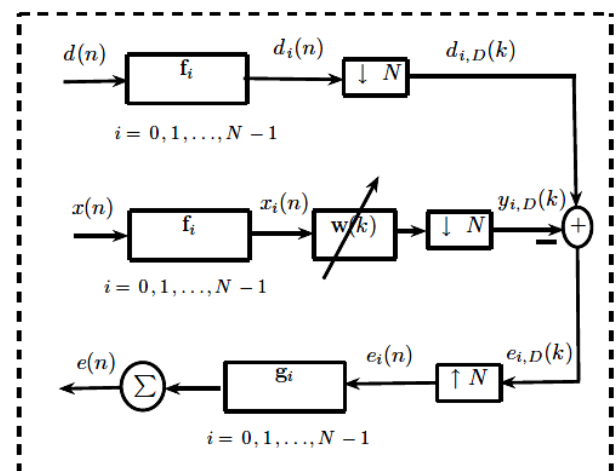 d(n) f_i d_i(n) ↓ N d_{i,D}(k)
i = 0, 1, ..., N − 1
x(n) f_i x_i(n) w(k) ↓ N y_{i,D}(k) +
−
i = 0, 1, ..., N − 1
e(n) ∑ g_i e_i(n) ↑ N e_{i,D}(k)
i = 0, 1, ..., N − 1